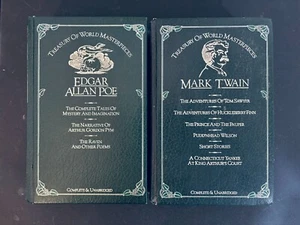 TREASURY OF WORLD MASTERPIECES
EDGAR
ALLAN POE
THE COMPLETE TALES OF
MYSTERY AND IMAGINATION
THE NARRATIVE OF
ARTHUR GORDON PYM
THE RAVEN
AND OTHER POEMS
COMPLETE & UNABRIDGED
TREASURY OF WORLD MASTERPIECES
MARK TWAIN
THE ADVENTURES OF TOM SAWYER
THE ADVENTURES OF HUCKLEBERRY FINN
THE PRINCE AND THE PAUPER
PUDD'NHEAD WILSON
SHORT STORIES
A CONNECTICUT YANKEE
AT KING ARTHUR'S COURT
COMPLETE & UNABRIDGED